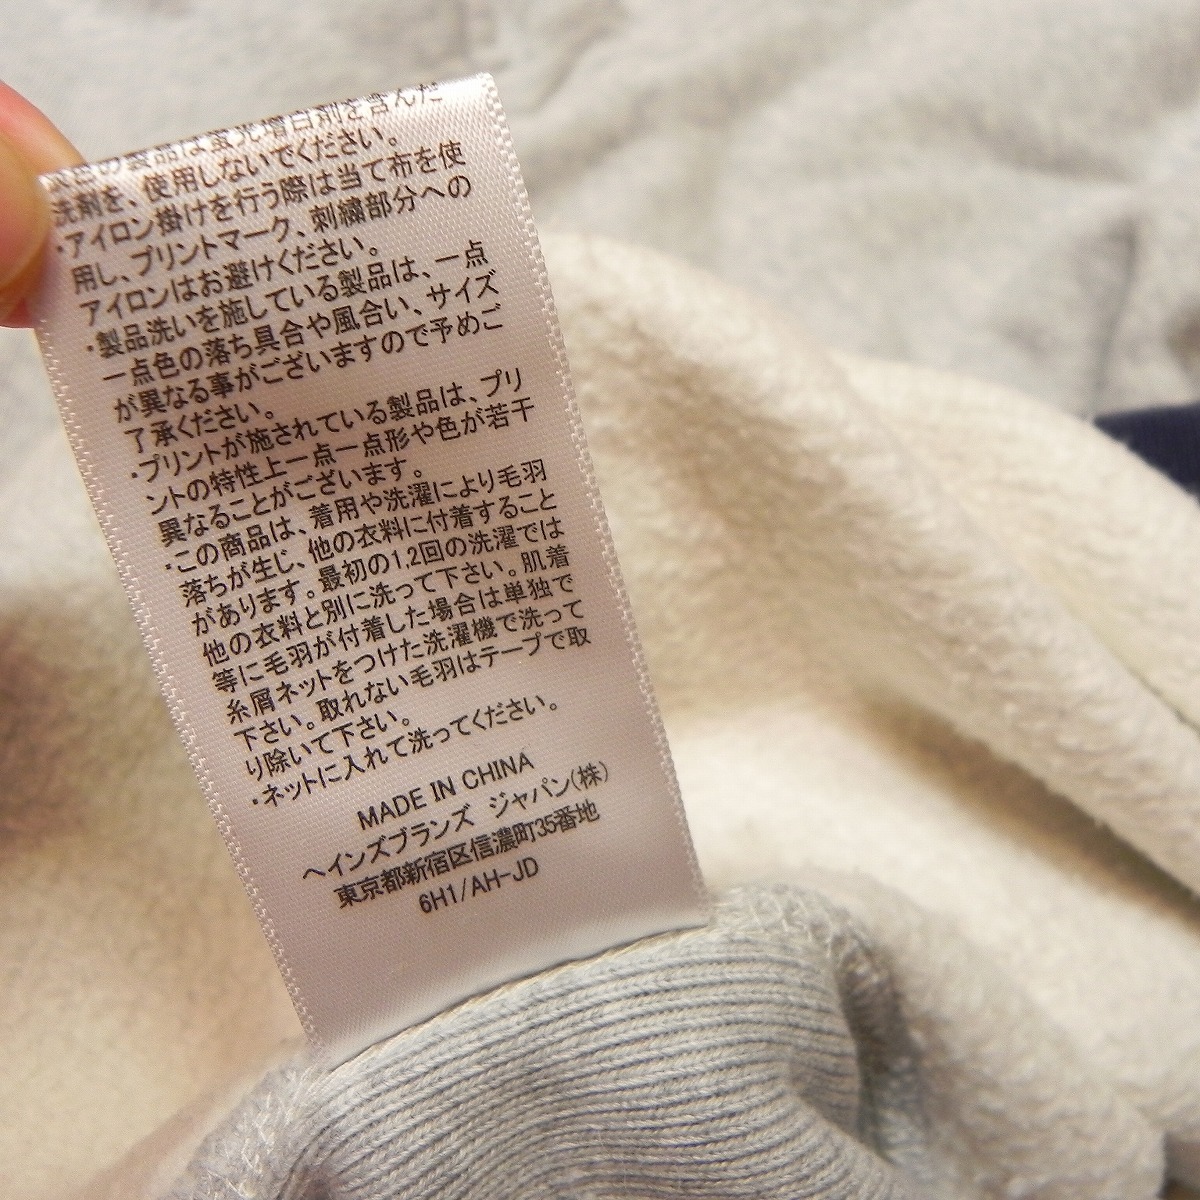 の製品は蛍光増白剤を含んだ
洗剤を、使用しないでください。
・アイロン掛けを行う際は当て布を使
用し、プリントマーク、刺繍部分への
アイロンはお避けください。
・製品洗いを施している製品は、一点
一点色の落ち具合や風合い、サイズ
が異なる事がございますので予めご
了承ください。
・プリントが施されている製品は、プリ
ントの特性上一点一点形や色が若干
異なることがございます。
・この商品は、着用や洗濯により毛羽
落ちが生じ、他の衣料に付着すること
があります。最初の1,2回の洗濯では
他の衣料と別に洗って下さい。肌着
等に毛羽が付着した場合は単独で
糸屑ネットをつけた洗濯機で洗って
下さい。取れない毛羽はテープで取
り除いて下さい。
・ネットに入れて洗ってください。
MADE IN CHINA
ヘインズブランズ ジャパン(株)
東京都新宿区信濃町35番地
6H1/AH-JD